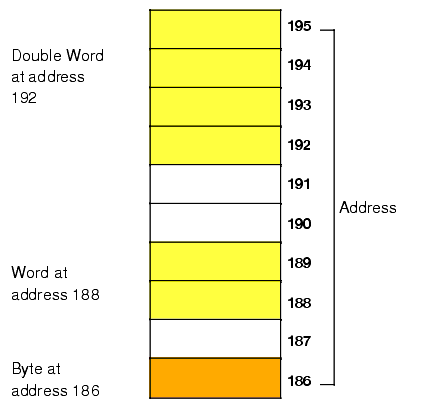 195
Double Word
194
at address
192
193
192
191
Address
190
189
Word at
address 188
188
187
Byte at
186
address 186